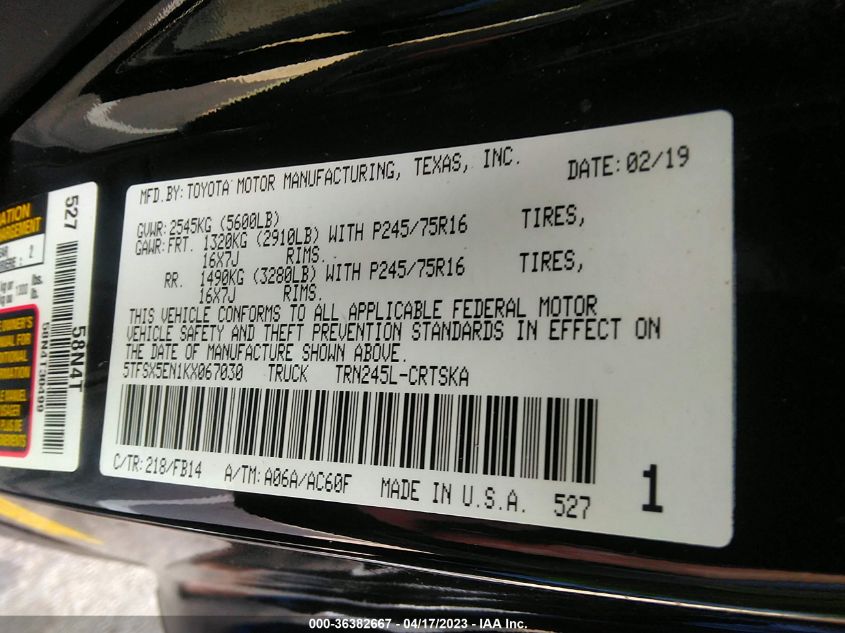 MFD.BY: TOYOTA MOTOR MANUFACTURING, TEXAS, INC. DATE:02/19
GVWR:2545KG (5600LB)
GAWR:FRT. 1320KG (2910LB) WITH P245/75R16 TIRES,
16X7J RIMS.
RR. 1490KG (3280LB) WITH P245/75R16 TIRES,
16X7J RIMS.
THIS VEHICLE CONFORMS TO ALL APPLICABLE FEDERAL MOTOR
VEHICLE SAFETY AND THEFT PREVENTION STANDARDS IN EFFECT ON
THE DATE OF MANUFACTURE SHOWN ABOVE.
5TFSX5EN1KX067030 TRUCK TRN245L-CRTSKA
C/TR:218/FB14 A/TM:A06A/AC60F MADE IN U.S.A. 527 1
527
58N4T
2
lbs.
lb.
000-36382667 - 04/17/2023 - IAA Inc.